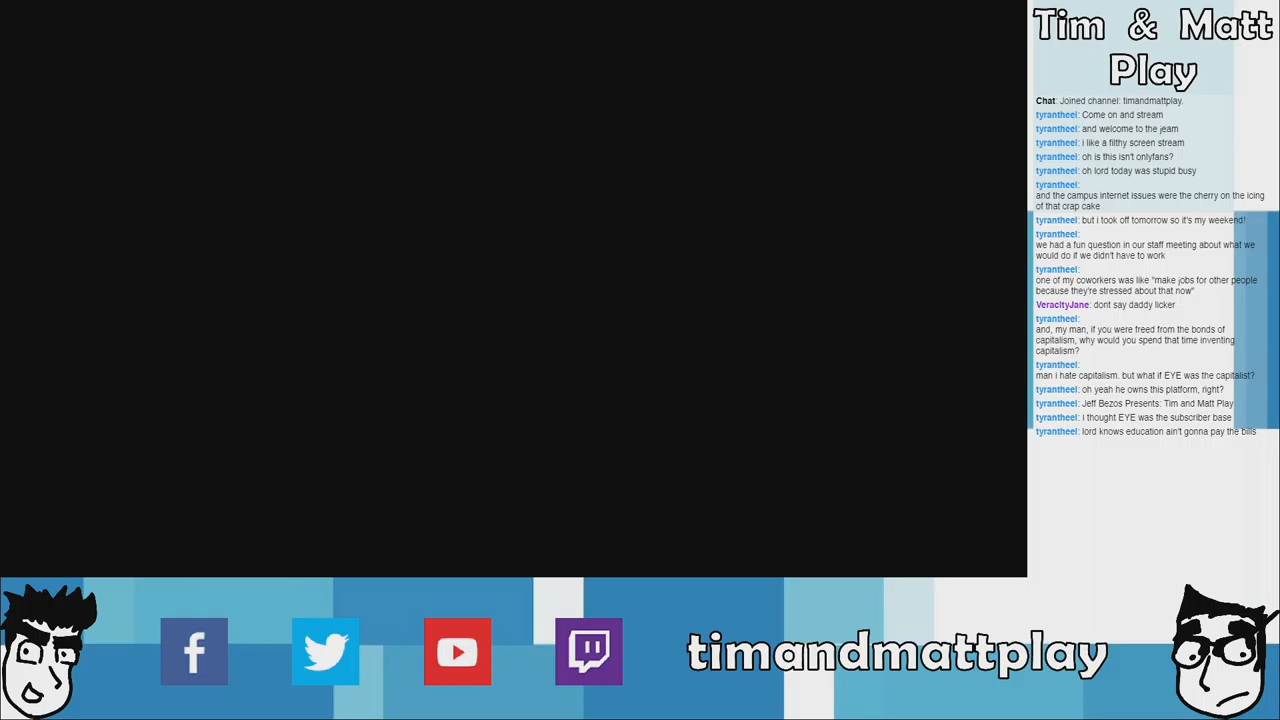 Tim & Matt
Play
Chat: Joined channel: timandmattplay.
tyrantheel: Come on and stream
tyrantheel: and welcome to the jeam
tyrantheel: i like a filthy screen stream
tyrantheel: oh is this isn't onlyfans?
tyrantheel: oh lord today was stupid busy
tyrantheel:
and the campus internet issues were the cherry on the icing
of that crap cake
tyrantheel: but i took off tomorrow so it's my weekend!
tyrantheel:
we had a fun question in our staff meeting about what we
would do if we didn't have to work
tyrantheel:
one of my coworkers was like "make jobs for other people
because they're stressed about that now"
VeracityJane: dont say daddy licker
tyrantheel:
and, my man, if you were freed from the bonds of
capitalism, why would you spend that time inventing
capitalism?
tyrantheel:
man i hate capitalism. but what if EYE was the capitalist?
tyrantheel: oh yeah he owns this platform, right?
tyrantheel: Jeff Bezos Presents: Tim and Matt Play
tyrantheel: i thought EYE was the subscriber base
tyrantheel: lord knows education ain't gonna pay the bills
timandmattplay